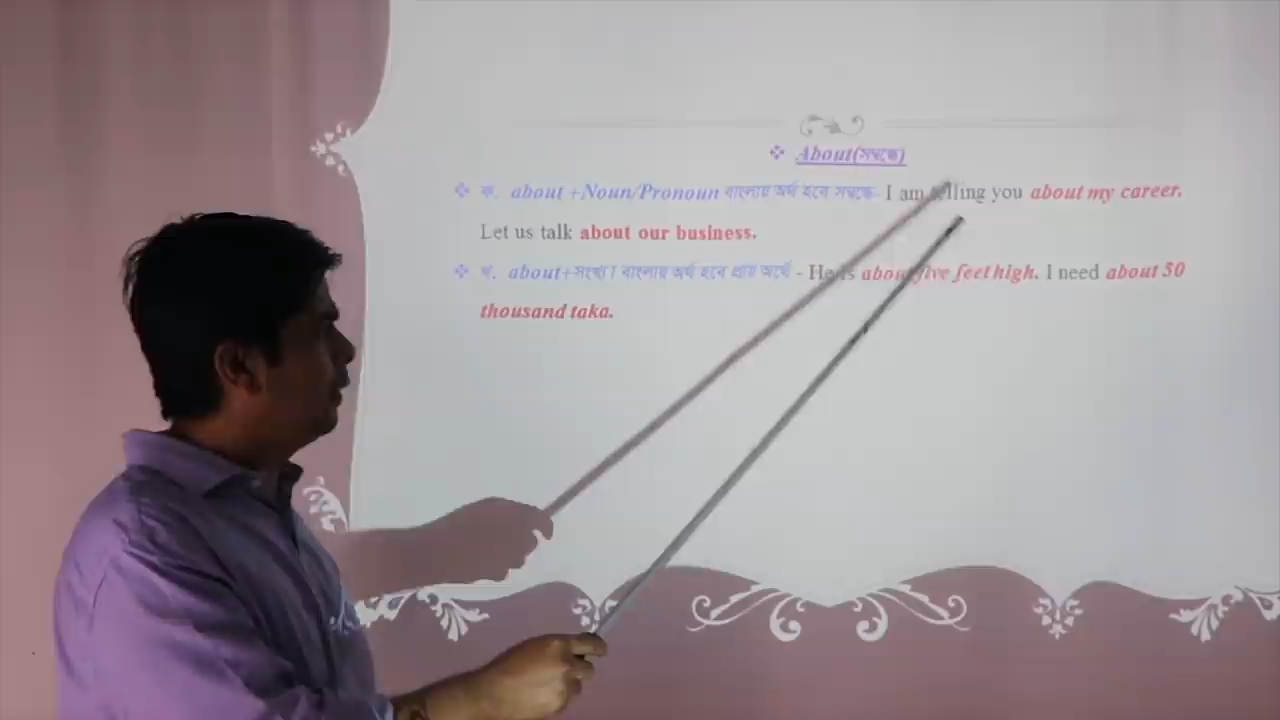 ❖ About(সম্বন্ধে)
❖ ক. about +Noun/Pronoun বাংলায় অর্থ হবে সম্বন্ধে- I am telling you about my career.
Let us talk about our business.
❖ খ. about+সংখ্যা বাংলায় অর্থ হবে প্রায় অর্থে - He is about five feet high. I need about 50
thousand taka.